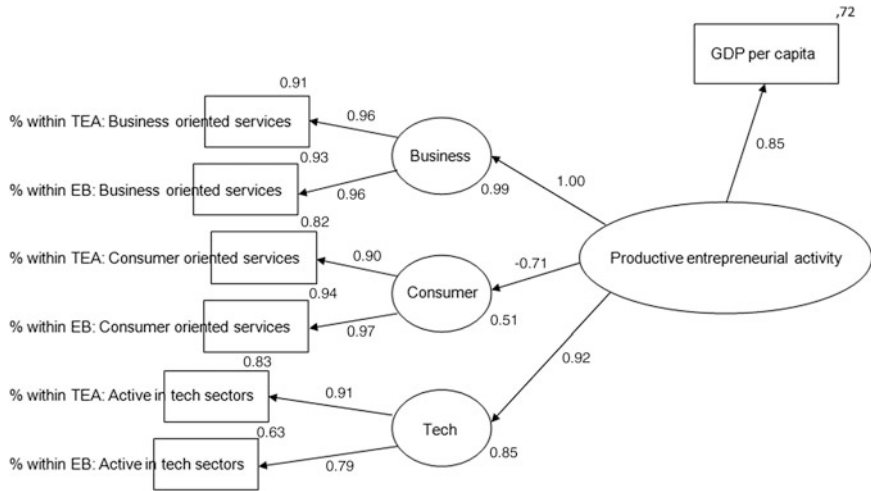 ,72
GDP per capita
0.91
% within TEA: Business oriented services
0.96
Business
0.85
0.93
% within EB: Business oriented services
0.96
0.99
1.00
0.82
% within TEA: Consumer oriented services
0.90
Consumer
-0.71
Productive entrepreneurial activity
0.94
% within EB: Consumer oriented services
0.97
0.51
0.83
% within TEA: Active in tech sectors
0.91
Tech
0.92
0.63
% within EB: Active in tech sectors
0.79
0.85